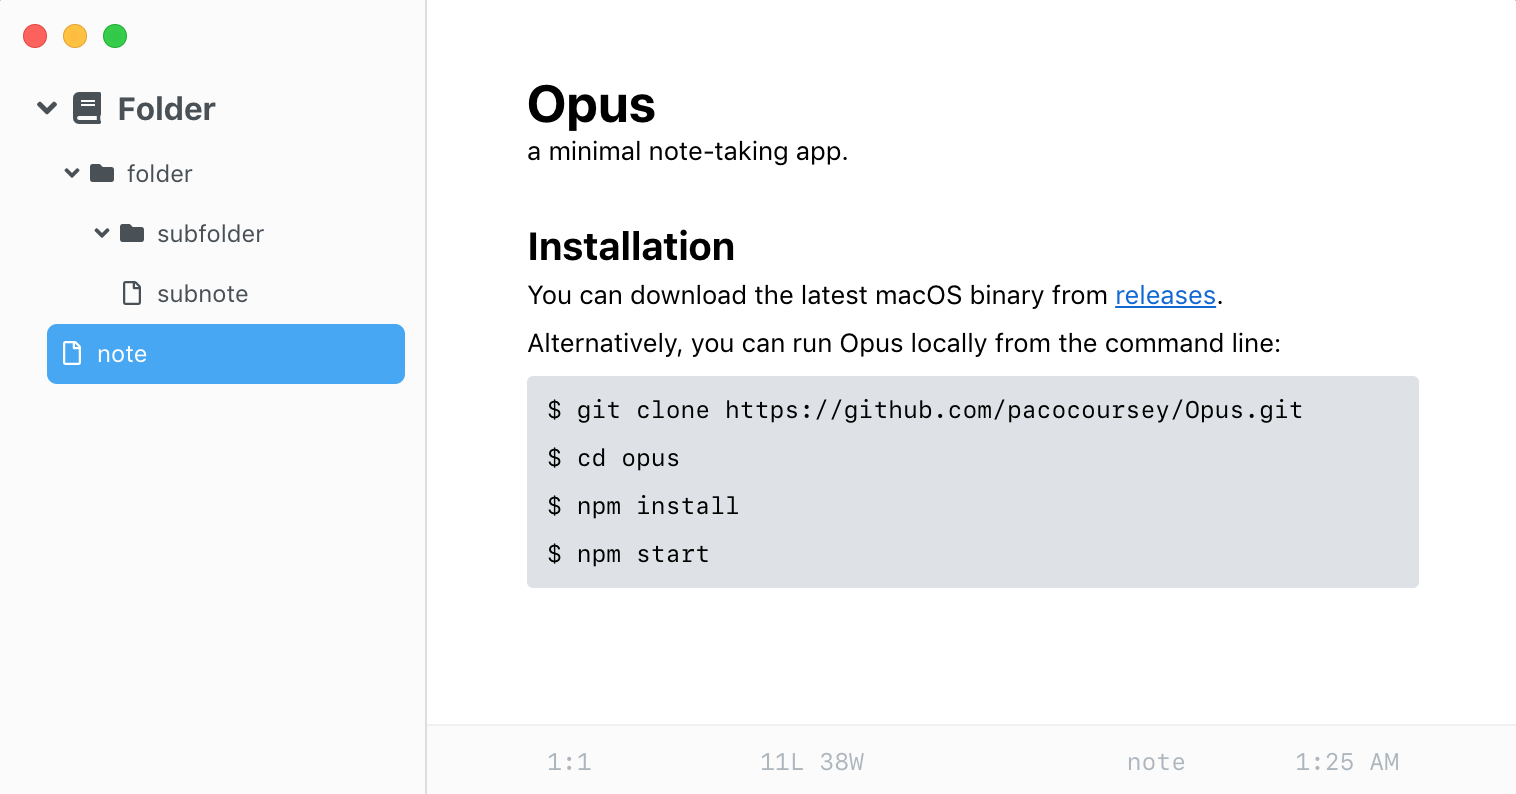 Folder
folder
subfolder
subnote
note
Opus
a minimal note-taking app.
Installation
You can download the latest macOS binary from releases.
Alternatively, you can run Opus locally from the command line:
$ git clone https://github.com/pacocoursey/Opus.git
$ cd opus
$ npm install
$ npm start
1:1 11L 38W note 1:25 AM